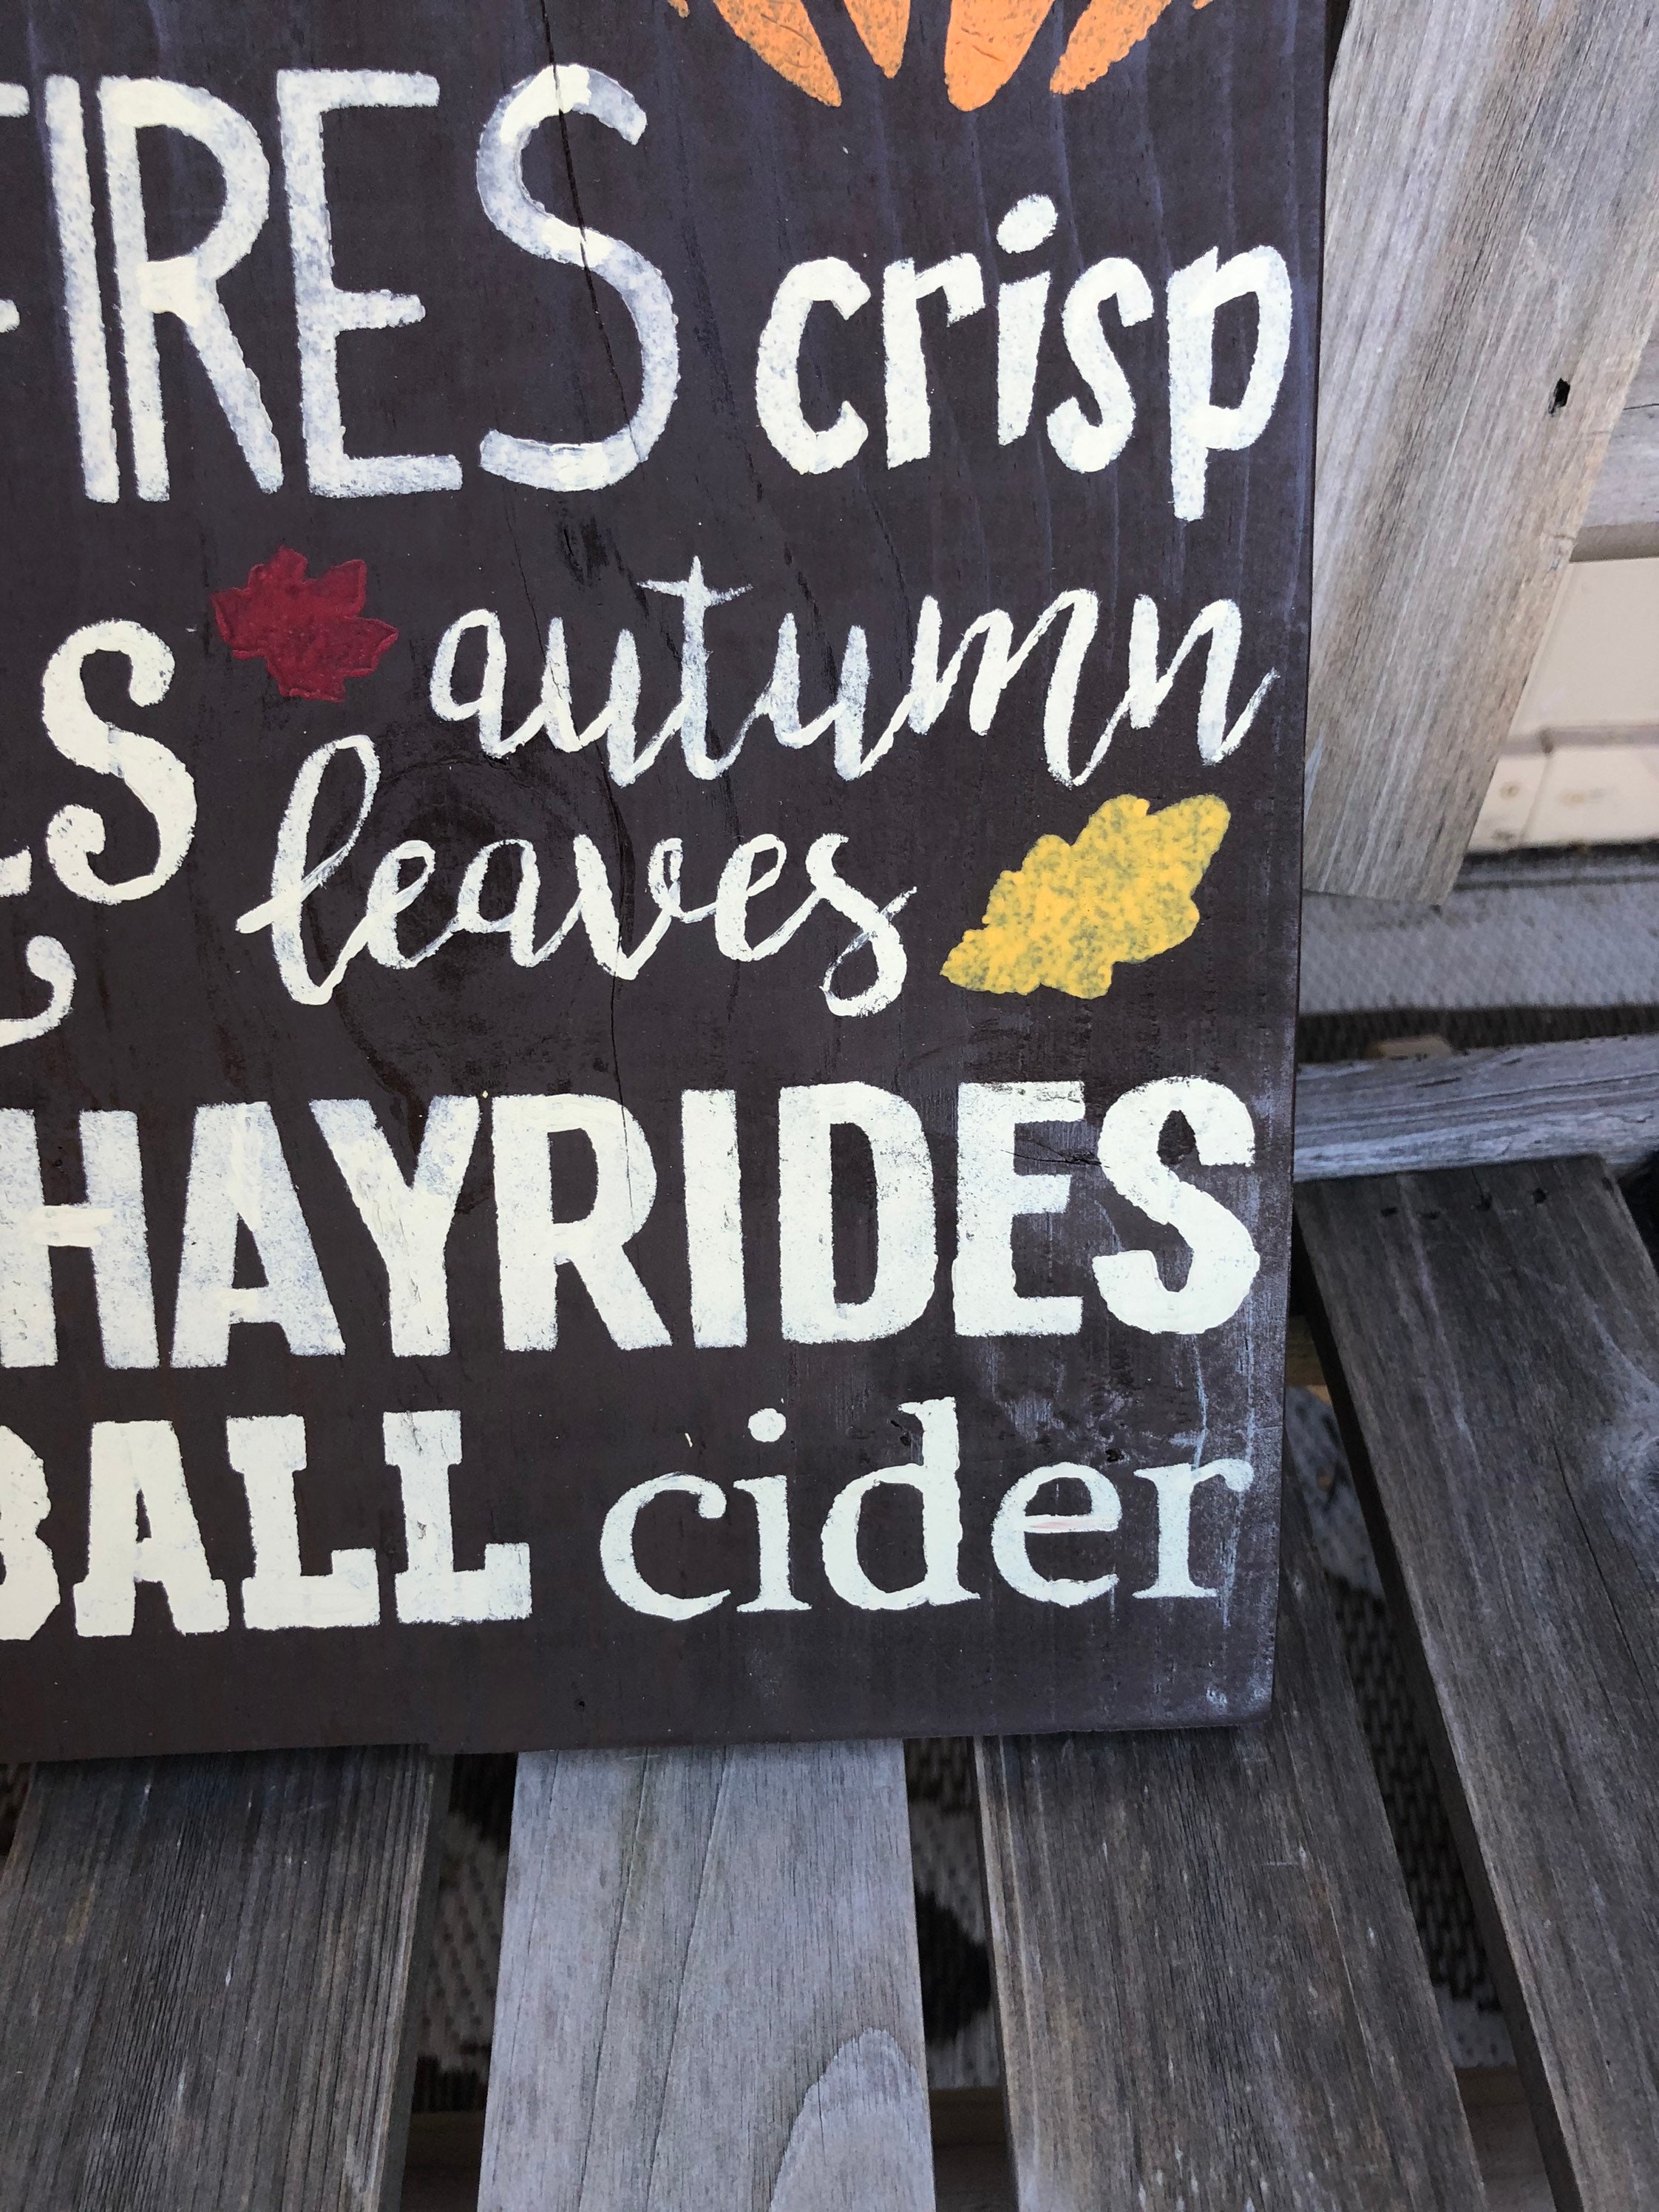 FIRES crisp
S autumn
leaves
HAYRIDES
BALL cider